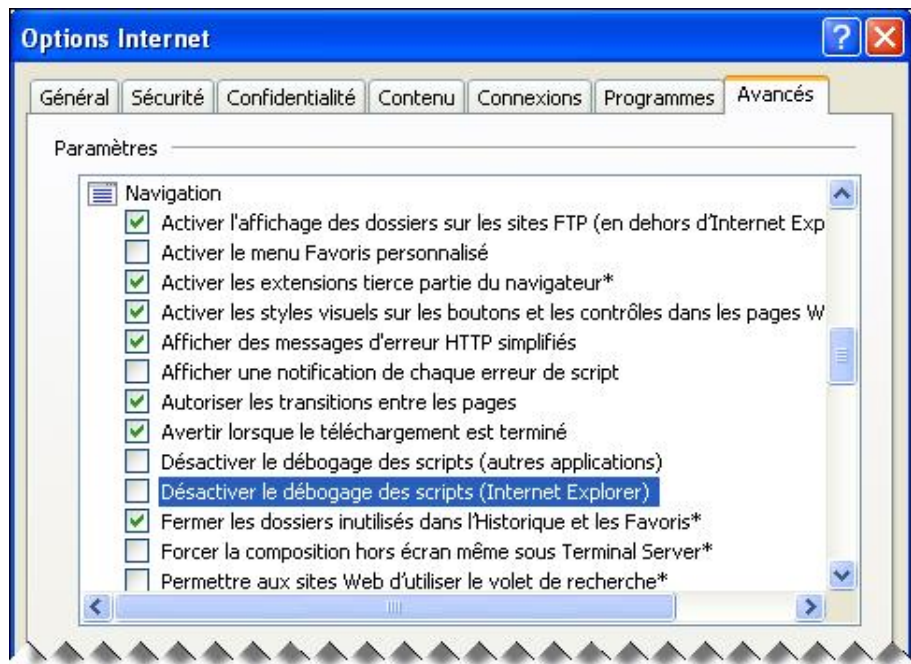 Options Internet
Général Sécurité Confidentialité Contenu Connexions Programmes Avancés
Paramètres
Navigation
Activer l'affichage des dossiers sur les sites FTP (en dehors d'Internet Exp
Activer le menu Favoris personnalisé
Activer les extensions tierce partie du navigateur*
Activer les styles visuels sur les boutons et les contrôles dans les pages W
Afficher des messages d'erreur HTTP simplifiés
Afficher une notification de chaque erreur de script
Autoriser les transitions entre les pages
Avertir lorsque le téléchargement est terminé
Désactiver le débogage des scripts (autres applications)
Désactiver le débogage des scripts (Internet Explorer)
Fermer les dossiers inutilisés dans l'Historique et les Favoris*
Forcer la composition hors écran même sous Terminal Server*
Permettre aux sites Web d'utiliser le volet de recherche*